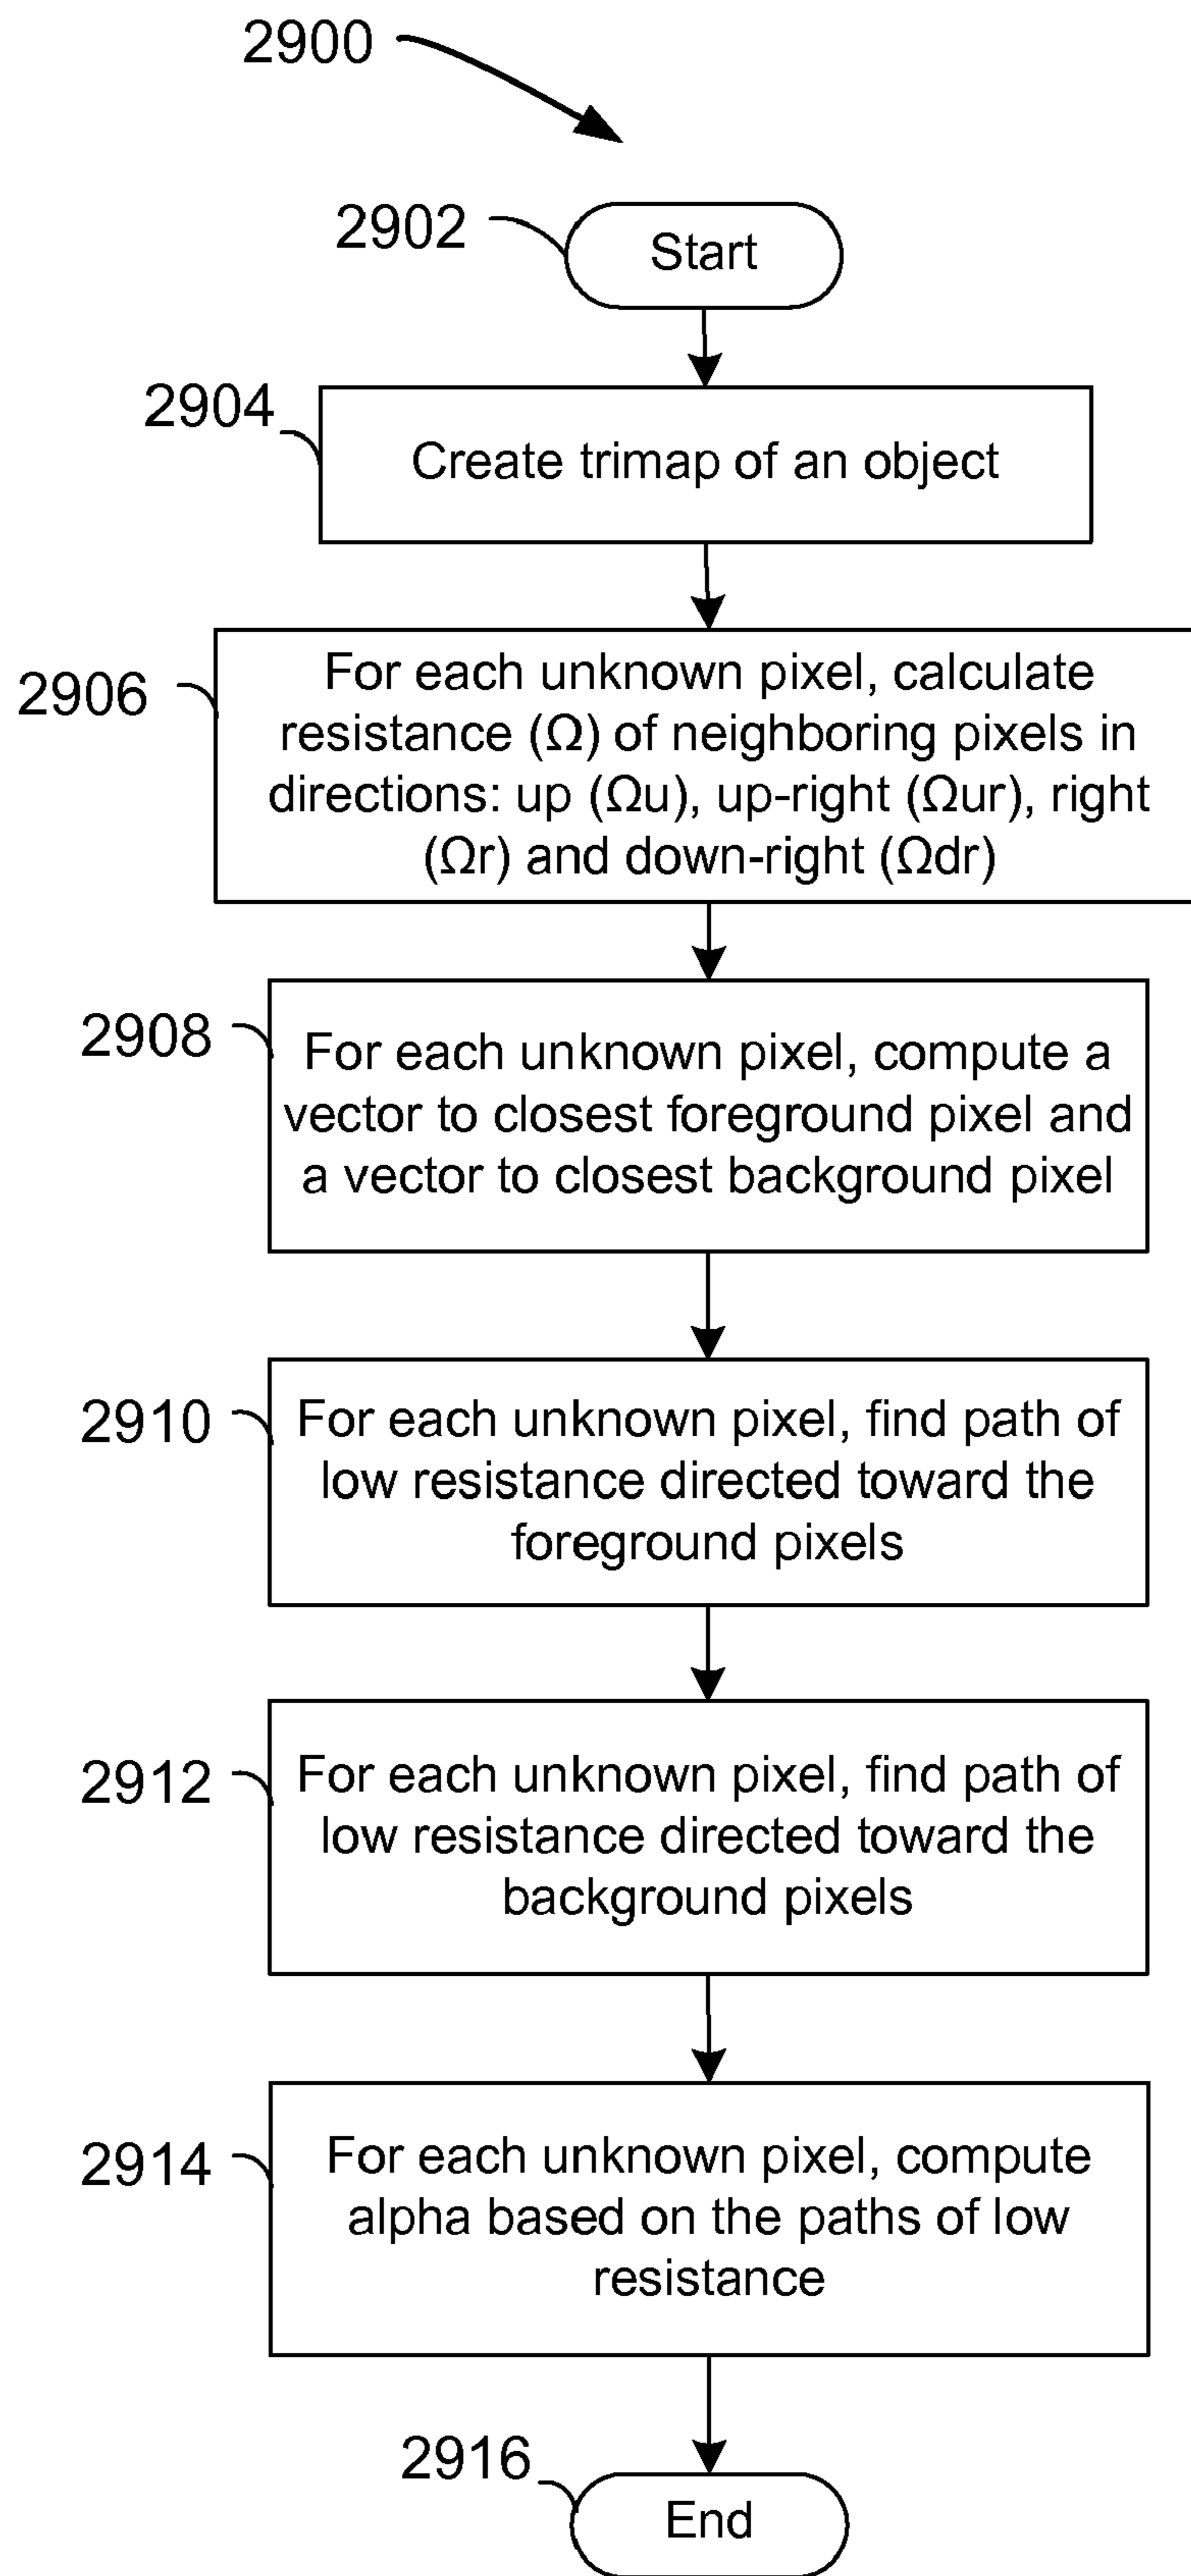 2900
2902
Start
2904
Create trimap of an object
2906
For each unknown pixel, calculate
resistance (Ω) of neighboring pixels in
directions: up (Ωu), up-right (Ωur), right
(Ωr) and down-right (Ωdr)
2908
For each unknown pixel, compute a
vector to closest foreground pixel and
a vector to closest background pixel
2910
For each unknown pixel, find path of
low resistance directed toward the
foreground pixels
2912
For each unknown pixel, find path of
low resistance directed toward the
background pixels
2914
For each unknown pixel, compute
alpha based on the paths of low
resistance
2916
End